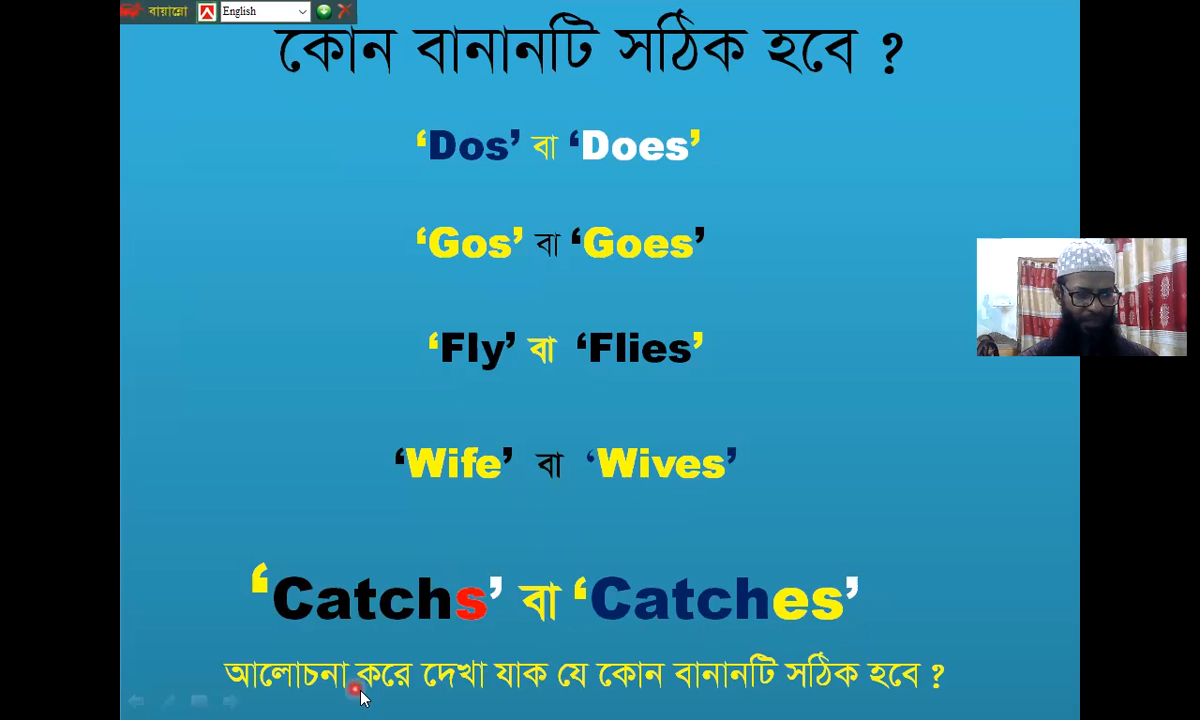 বায়ান্নো English
কোন বানানটি সঠিক হবে ?
‘Dos’ বা ‘Does’
‘Gos’ বা ‘Goes’
‘Fly’ বা ‘Flies’
‘Wife’ বা ‘Wives’
‘Catchs’ বা ‘Catches’
আলোচনা করে দেখা যাক যে কোন বানানটি সঠিক হবে ?